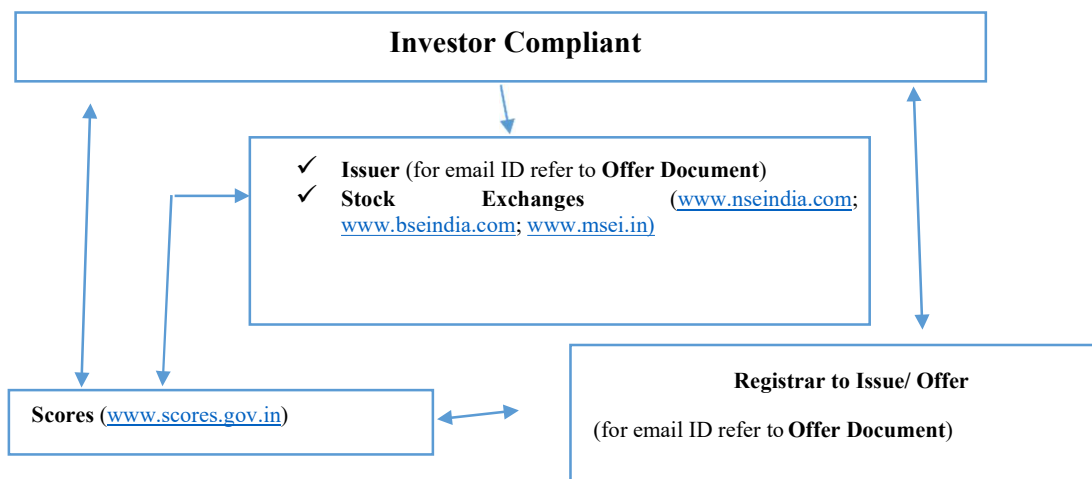 Investor Compliant
✓ Issuer (for email ID refer to Offer Document)
✓ Stock Exchanges (www.nseindia.com;
www.bseindia.com; www.msei.in)
Scores (www.scores.gov.in)
Registrar to Issue/ Offer
(for email ID refer to Offer Document)